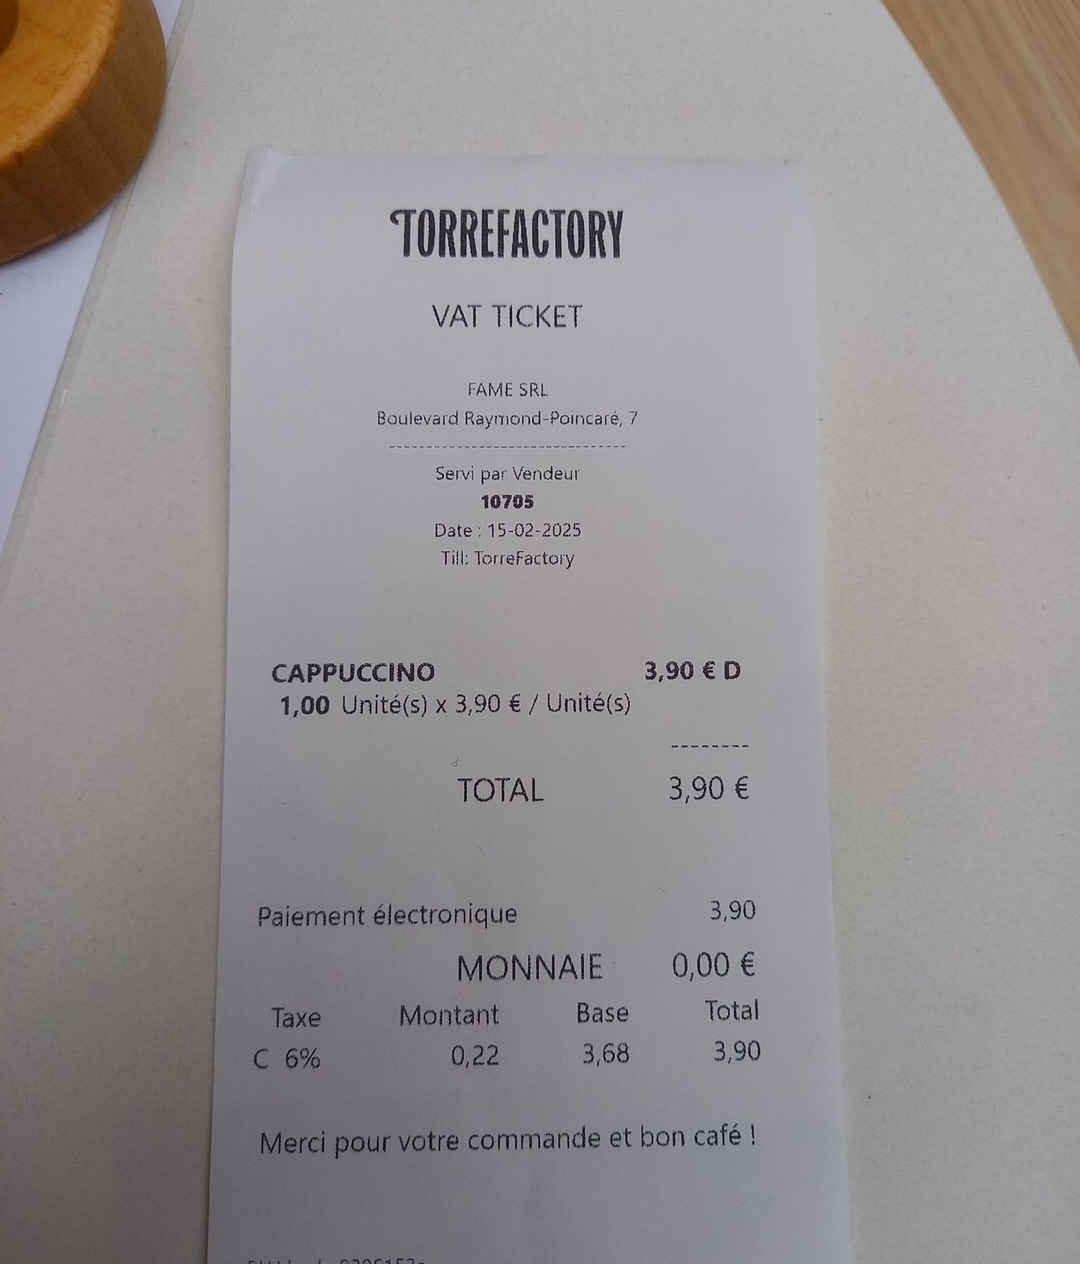 TORREFACTORY
VAT TICKET
FAME SRL
Boulevard Raymond-Poincaré, 7
--------------------------------
Servi par Vendeur
10705
Date : 15-02-2025
Till: TorreFactory
CAPPUCCINO 3,90 € D
1,00 Unité(s) x 3,90 € / Unité(s)
--------
TOTAL 3,90 €
Paiement électronique 3,90
MONNAIE 0,00 €
Taxe Montant Base Total
C 6% 0,22 3,68 3,90
Merci pour votre commande et bon café !